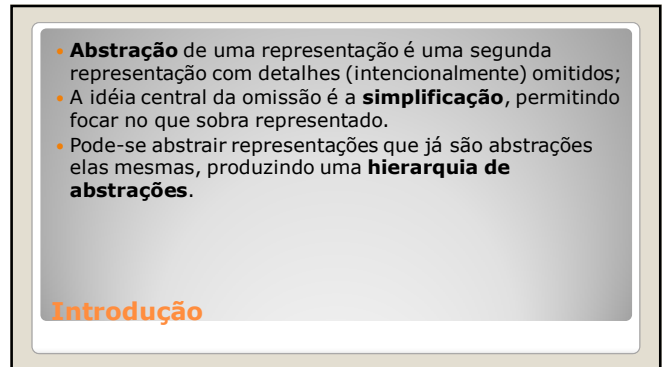 • Abstração de uma representação é uma segunda
representação com detalhes (intencionalmente) omitidos;
• A idéia central da omissão é a simplificação, permitindo
focar no que sobra representado.
• Pode-se abstrair representações que já são abstrações
elas mesmas, produzindo uma hierarquia de
abstrações.
Introdução